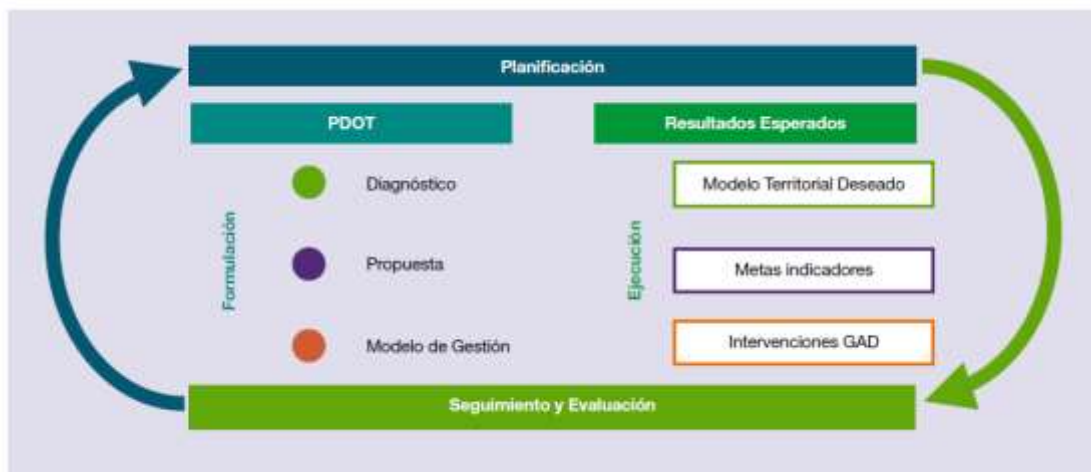 Planificación
PDOT
Resultados Esperados
Formulación
Diagnóstico
Propuesta
Modelo de Gestión
Ejecución
Modelo Territorial Deseado
Metas indicadores
Intervenciones GAD
Seguimiento y Evaluación